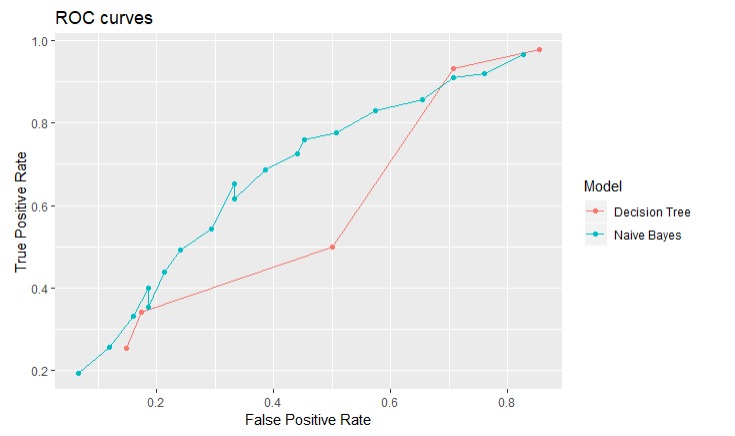 ROC curves
1.0
0.8
0.6
0.4
0.2
True Positive Rate
0.2 0.4 0.6 0.8
False Positive Rate
Model
Decision Tree
Naive Bayes